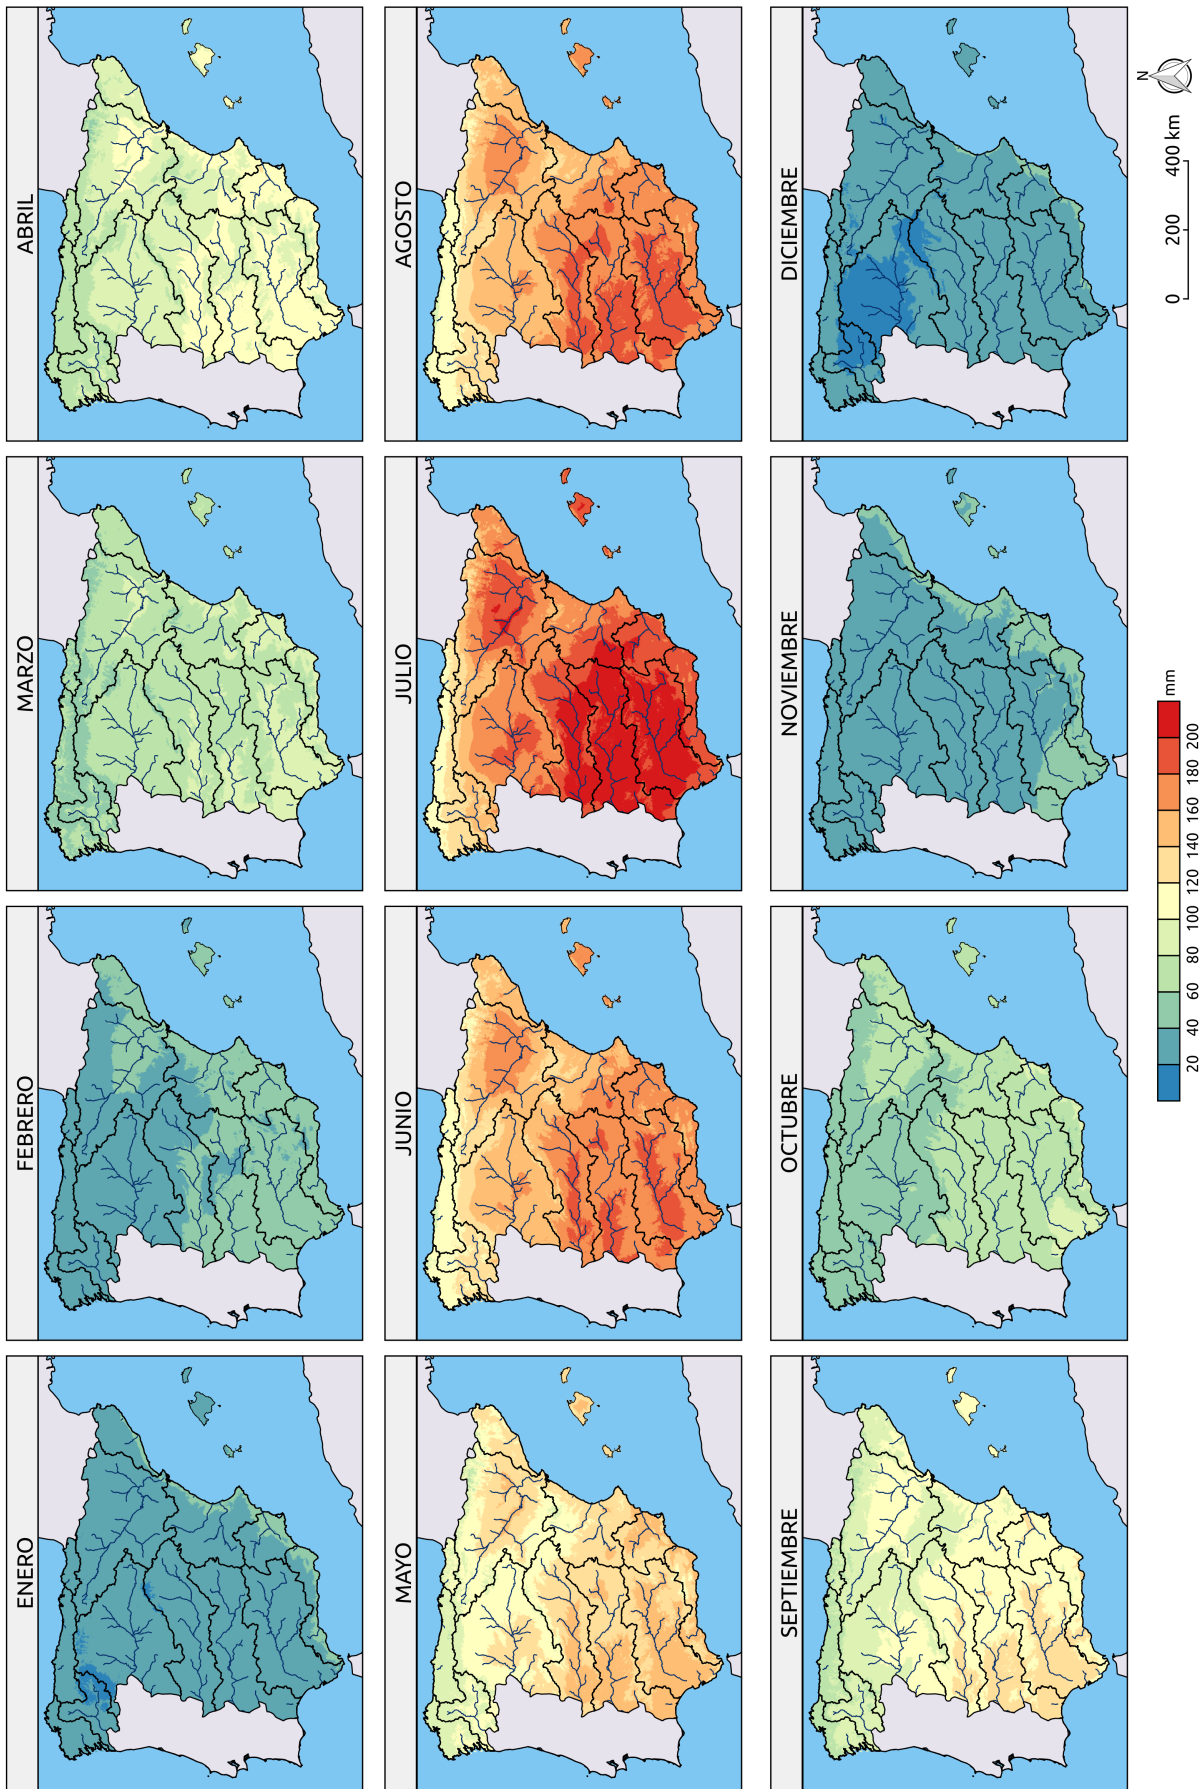 ENERO
FEBRERO
MARZO
ABRIL
MAYO
JUNIO
JULIO
AGOSTO
SEPTIEMBRE
OCTUBRE
NOVIEMBRE
DICIEMBRE
20 40 60 80 100 120 140 160 180 200 mm
0 200 400 km
N